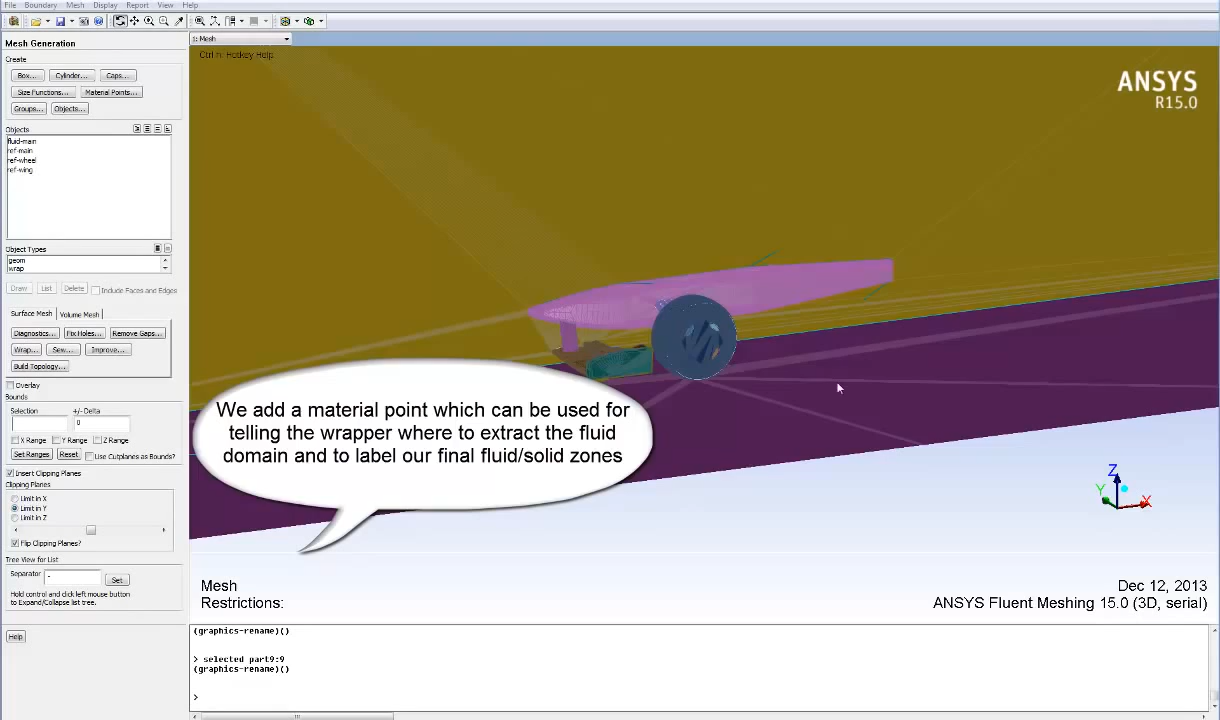 File Boundary Mesh Display Report View Help
Mesh Generation
1: Mesh
Ctrl h: Hotkey Help
Create
Box... Cylinder... Caps...
Size Functions... Material Points...
Groups... Objects...
ANSYS
R15.0
Objects
fluid-main
ref-main
ref-wheel
ref-wing
Object Types
geom
wrap
Draw List Delete Include Faces and Edges
Surface Mesh Volume Mesh
Diagnostics... Fix Holes... Remove Gaps...
Wrap... Sew... Improve...
Build Topology...
Overlay
Bounds
Selection +/- Delta
0
X Range Y Range Z Range
Set Ranges Reset Use Cutplanes as Bounds?
Insert Clipping Planes
Clipping Planes
Limit in X
Limit in Y
Limit in Z
Flip Clipping Planes?
Tree View for List
Separator - Set
Hold control and click left mouse button
to Expand/Collapse list tree.
Help
We add a material point which can be used for
telling the wrapper where to extract the fluid
domain and to label our final fluid/solid zones
Z
Y
X
Mesh
Restrictions:
Dec 12, 2013
ANSYS Fluent Meshing 15.0 (3D, serial)
(graphics-rename)()
> selected part9:9
(graphics-rename)()
>